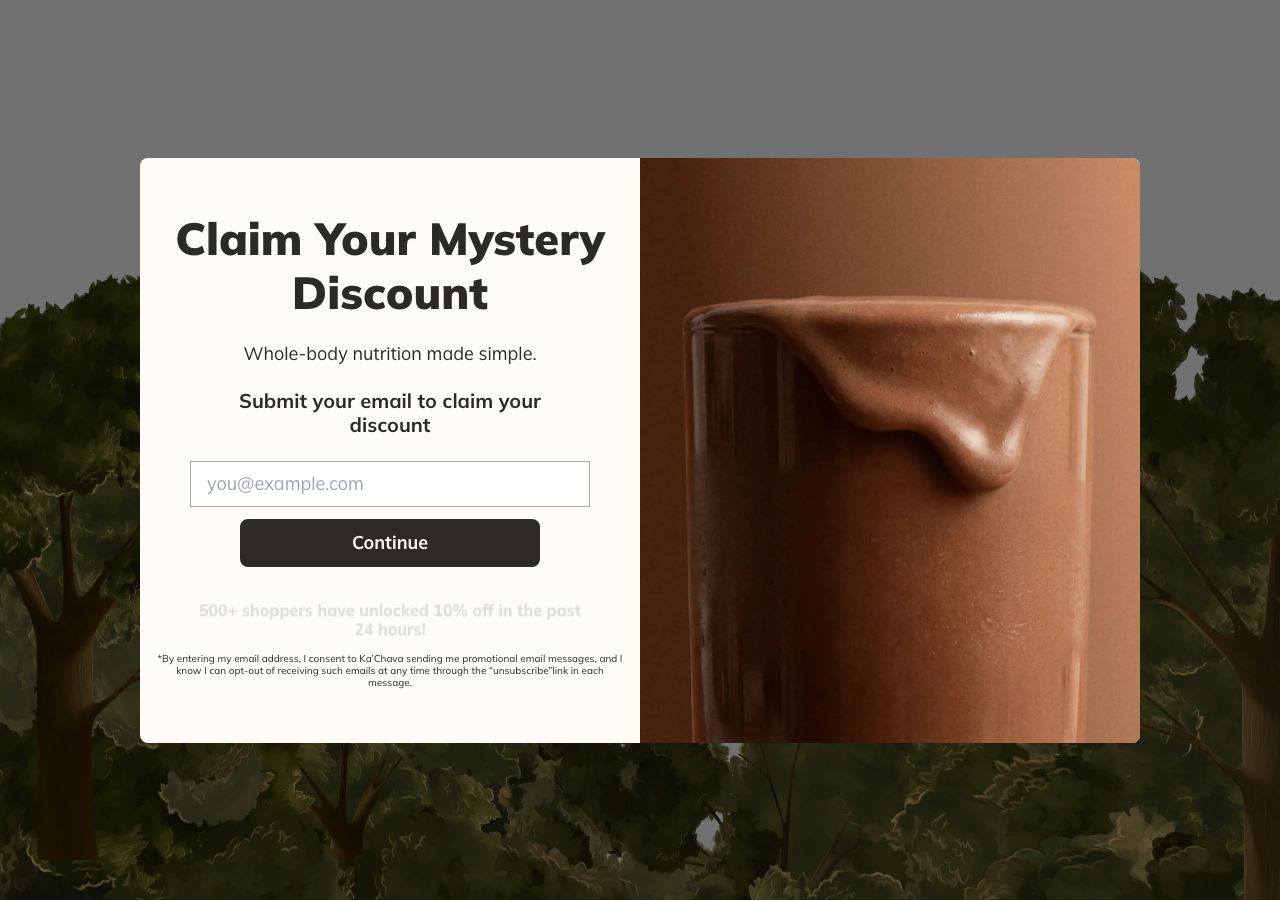 Claim Your Mystery
Discount
Whole-body nutrition made simple.
Submit your email to claim your
discount
you@example.com
Continue
500+ shoppers have unlocked 10% off in the past
24 hours!
*By entering my email address, I consent to Ka’Chava sending me promotional email messages, and I
know I can opt-out of receiving such emails at any time through the “unsubscribe”link in each
message.